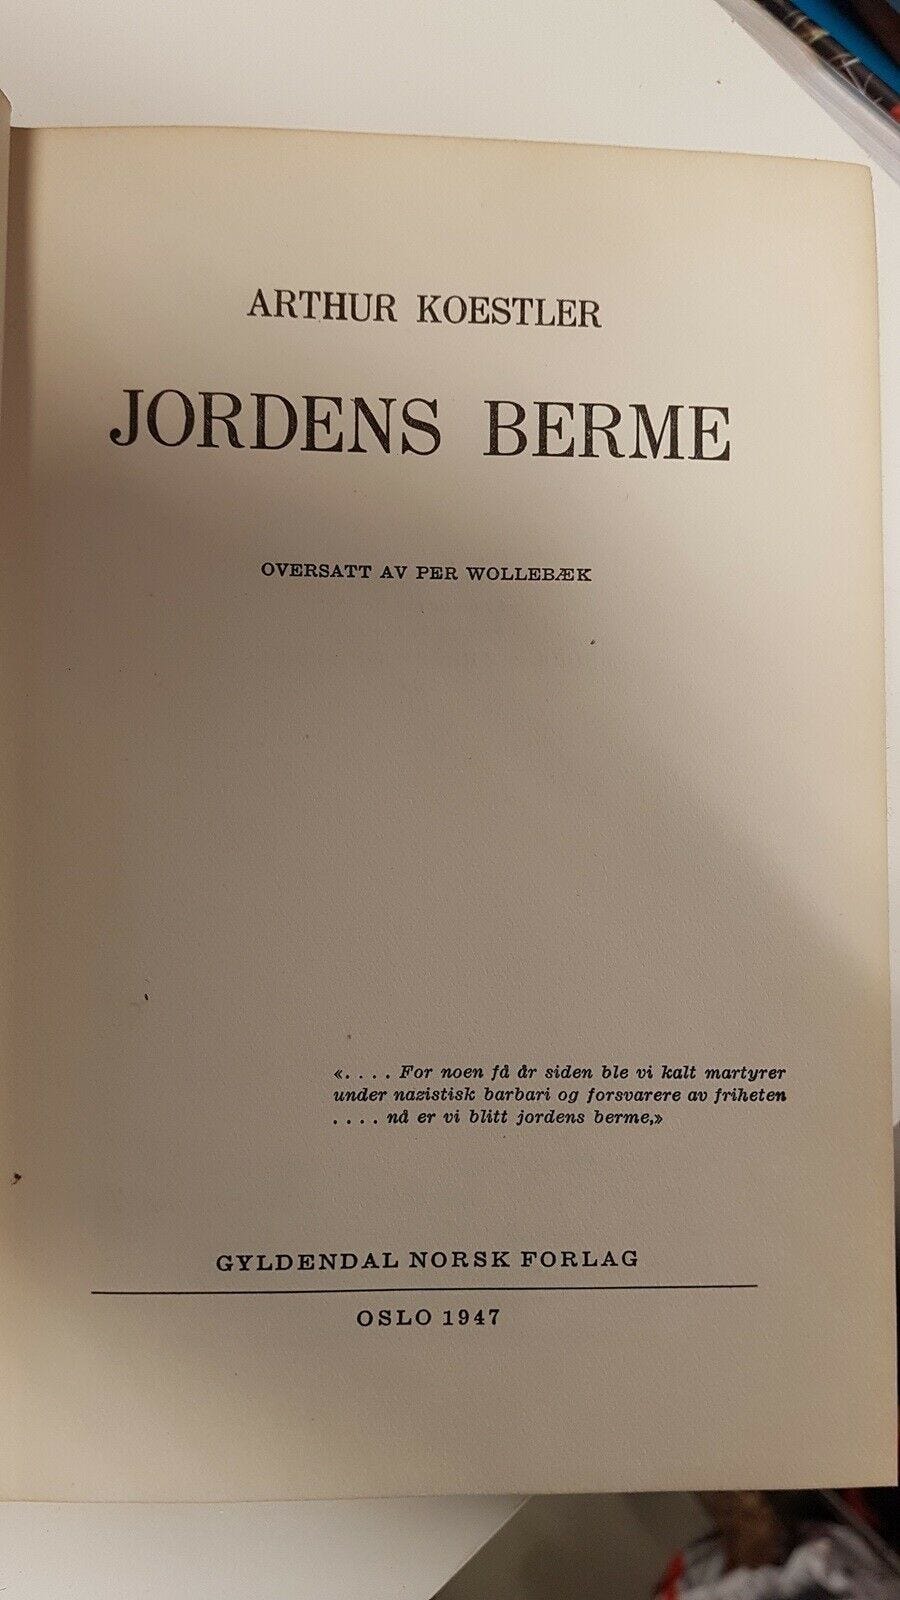 ARTHUR KOESTLER
JORDENS BERME
OVERSATT AV PER WOLLEBÆK
«. . . . For noen få år siden ble vi kalt martyrer
under nazistisk barbari og forsvarere av friheten
. . . . nå er vi blitt jordens berme,»
GYLDENDAL NORSK FORLAG
OSLO 1947